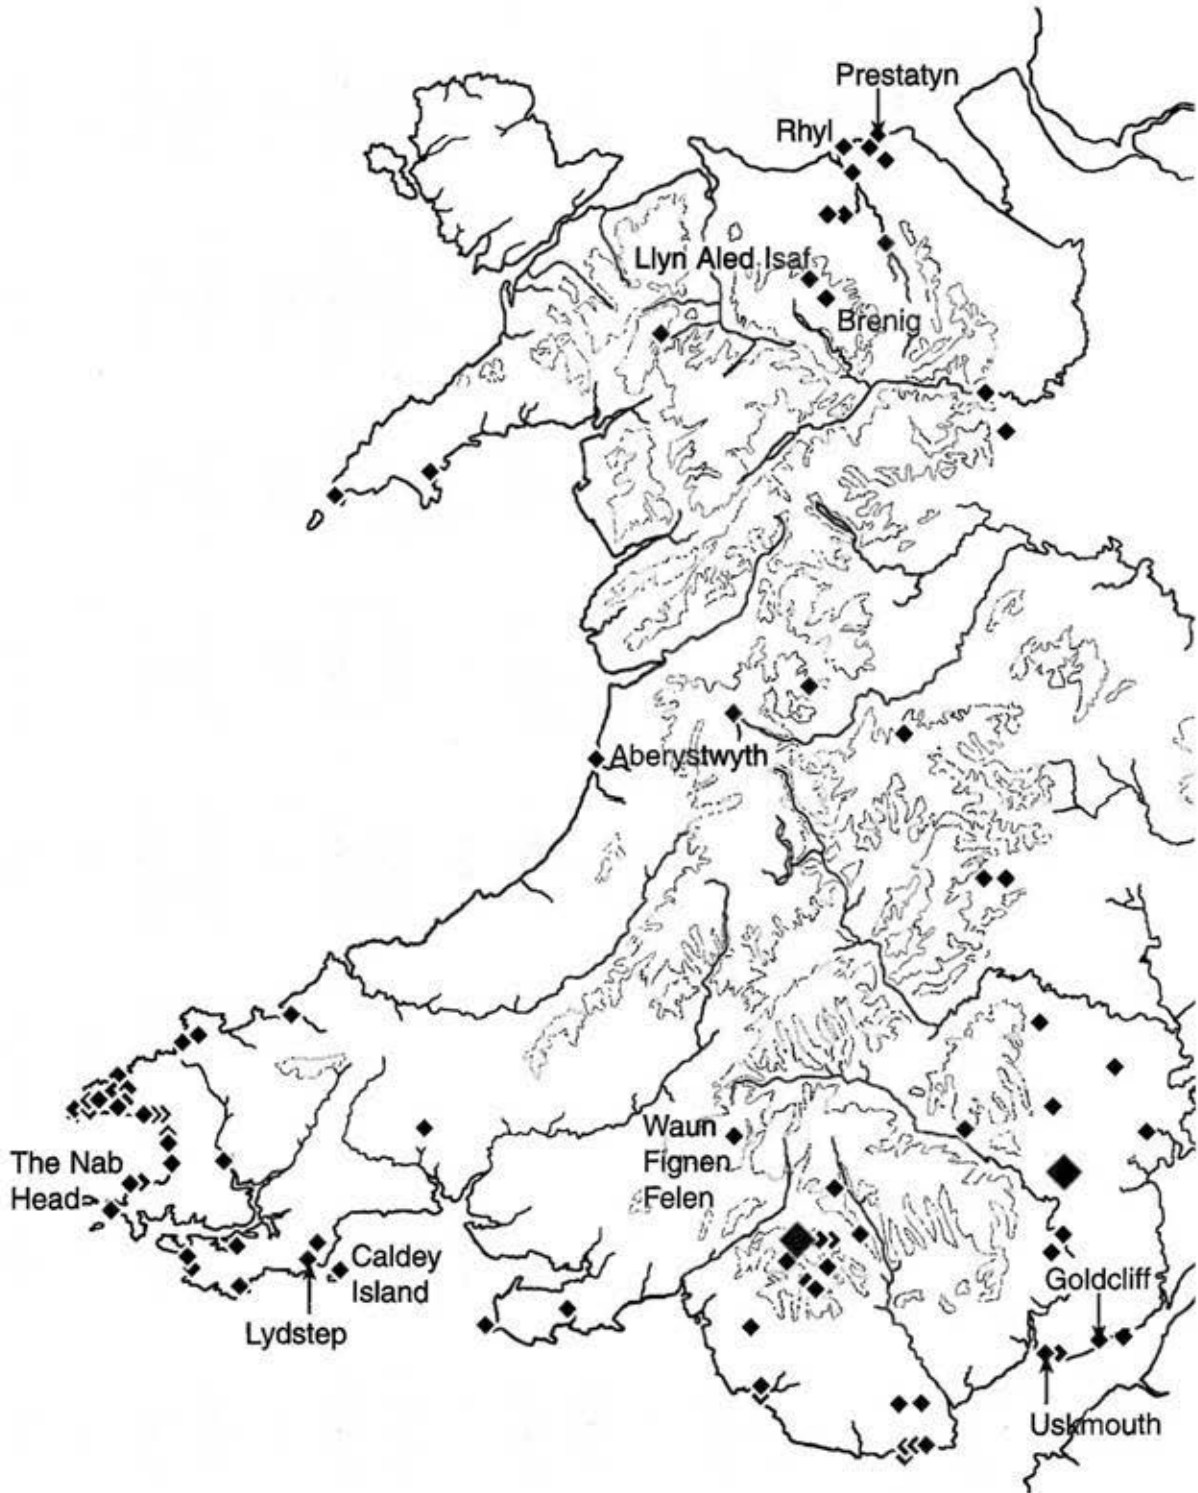 Prestatyn
Rhyl
Llyn Aled Isaf
Brenig
Aberystwyth
Waun
Fignen
Felen
The Nab
Head
Caldey
Island
Lydstep
Goldcliff
Uskmouth